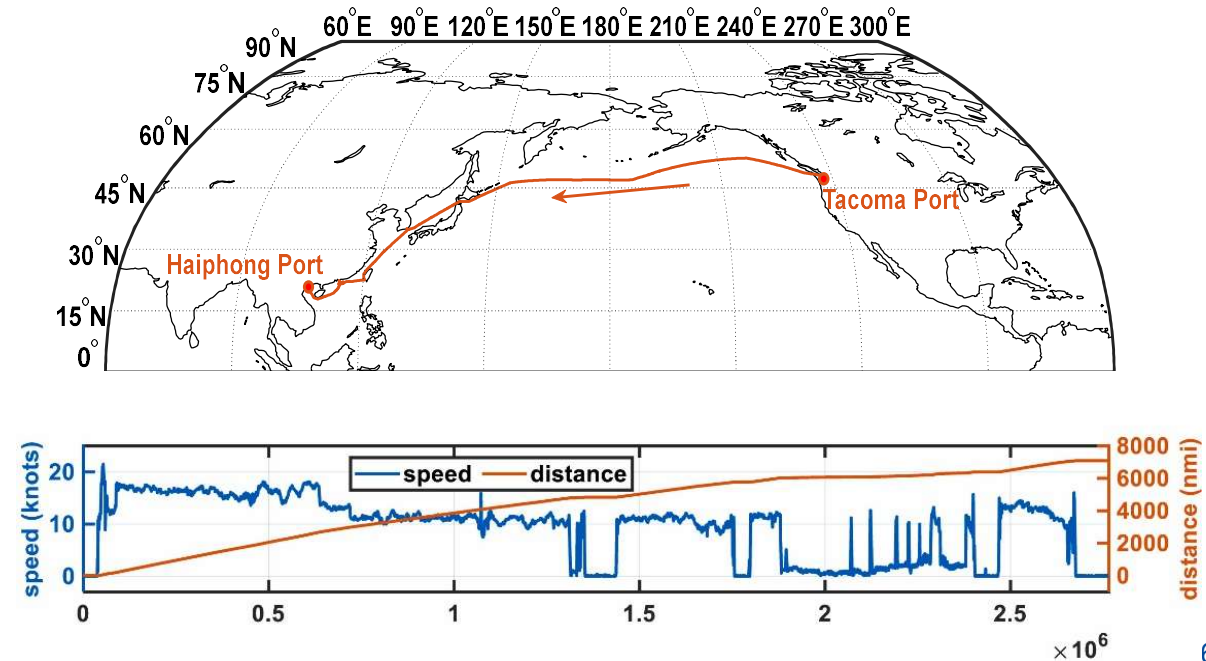 60°E 90°E 120°E 150°E 180°E 210°E 240°E 270°E 300°E
90°N
75°N
60°N
45°N
Tacoma Port
30°N
Haiphong Port
15°N
0°
speed (knots)
20
10
0
speed distance
8000
6000
4000
2000
0
distance (nmi)
0 0.5 1 1.5 2 2.5
×10⁶